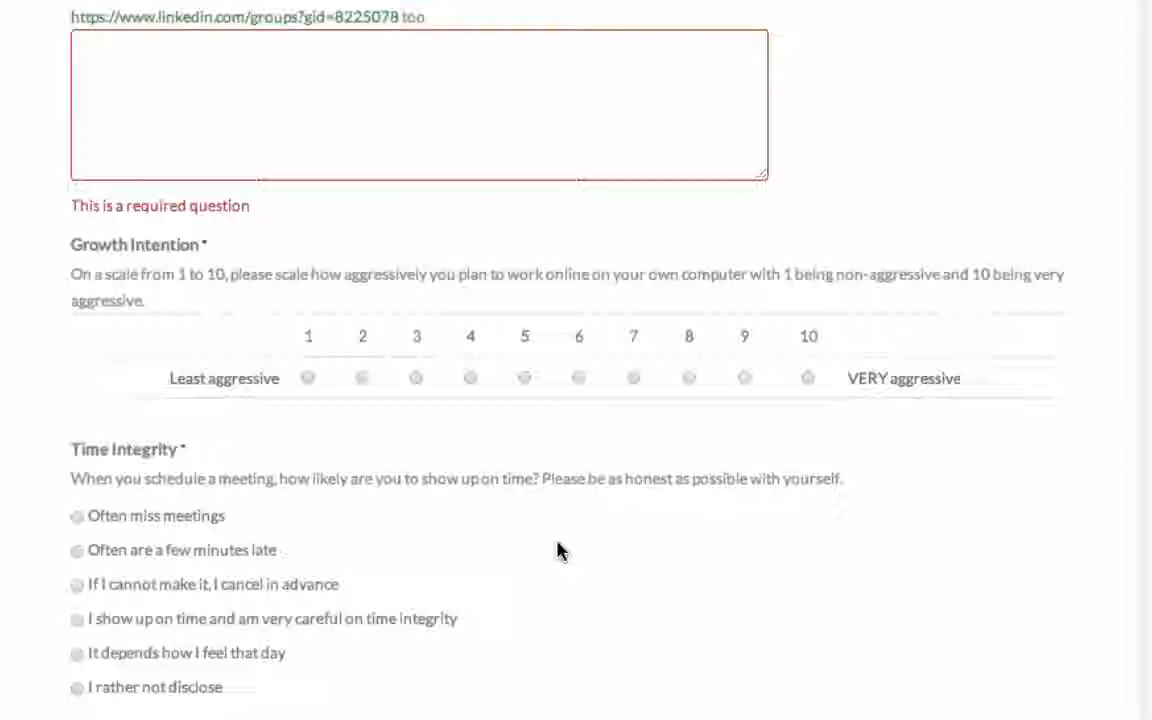 https://www.linkedin.com/groups?gid=8225078 too
This is a required question
Growth Intention *
On a scale from 1 to 10, please scale how aggressively you plan to work online on your own computer with 1 being non-aggressive and 10 being very
aggressive.
1 2 3 4 5 6 7 8 9 10
Least aggressive VERY aggressive
Time Integrity *
When you schedule a meeting, how likely are you to show up on time? Please be as honest as possible with yourself.
Often miss meetings
Often are a few minutes late
If I cannot make it, I cancel in advance
I show up on time and am very careful on time integrity
It depends how I feel that day
I rather not disclose